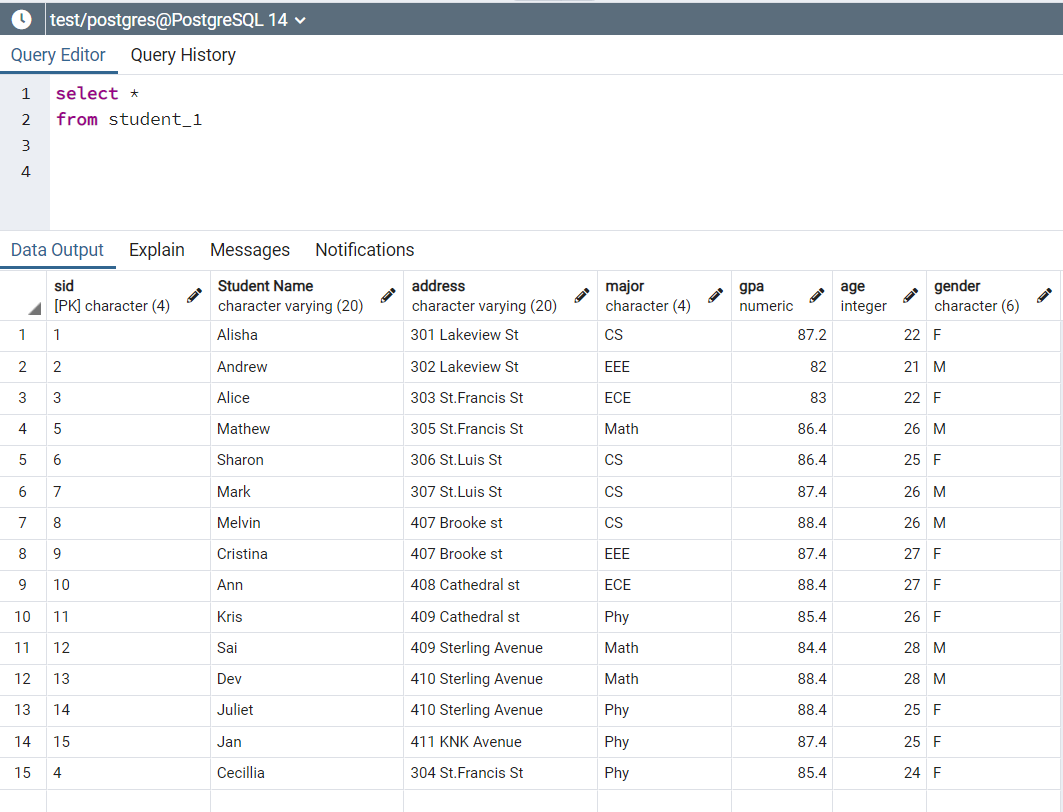 test/postgres@PostgreSQL 14
Query Editor Query History
1 select *
2 from student_1
3
4
Data Output Explain Messages Notifications
sid Student Name address major gpa age gender
[PK] character (4) character varying (20) character varying (20) character (4) numeric integer character (6)
1 1 Alisha 301 Lakeview St CS 87.2 22 F
2 2 Andrew 302 Lakeview St EEE 82 21 M
3 3 Alice 303 St.Francis St ECE 83 22 F
4 5 Mathew 305 St.Francis St Math 86.4 26 M
5 6 Sharon 306 St.Luis St CS 86.4 25 F
6 7 Mark 307 St.Luis St CS 87.4 26 M
7 8 Melvin 407 Brooke st CS 88.4 26 M
8 9 Cristina 407 Brooke st EEE 87.4 27 F
9 10 Ann 408 Cathedral st ECE 88.4 27 F
10 11 Kris 409 Cathedral st Phy 85.4 26 F
11 12 Sai 409 Sterling Avenue Math 84.4 28 M
12 13 Dev 410 Sterling Avenue Math 88.4 28 M
13 14 Juliet 410 Sterling Avenue Phy 88.4 25 F
14 15 Jan 411 KNK Avenue Phy 87.4 25 F
15 4 Cecillia 304 St.Francis St Phy 85.4 24 F